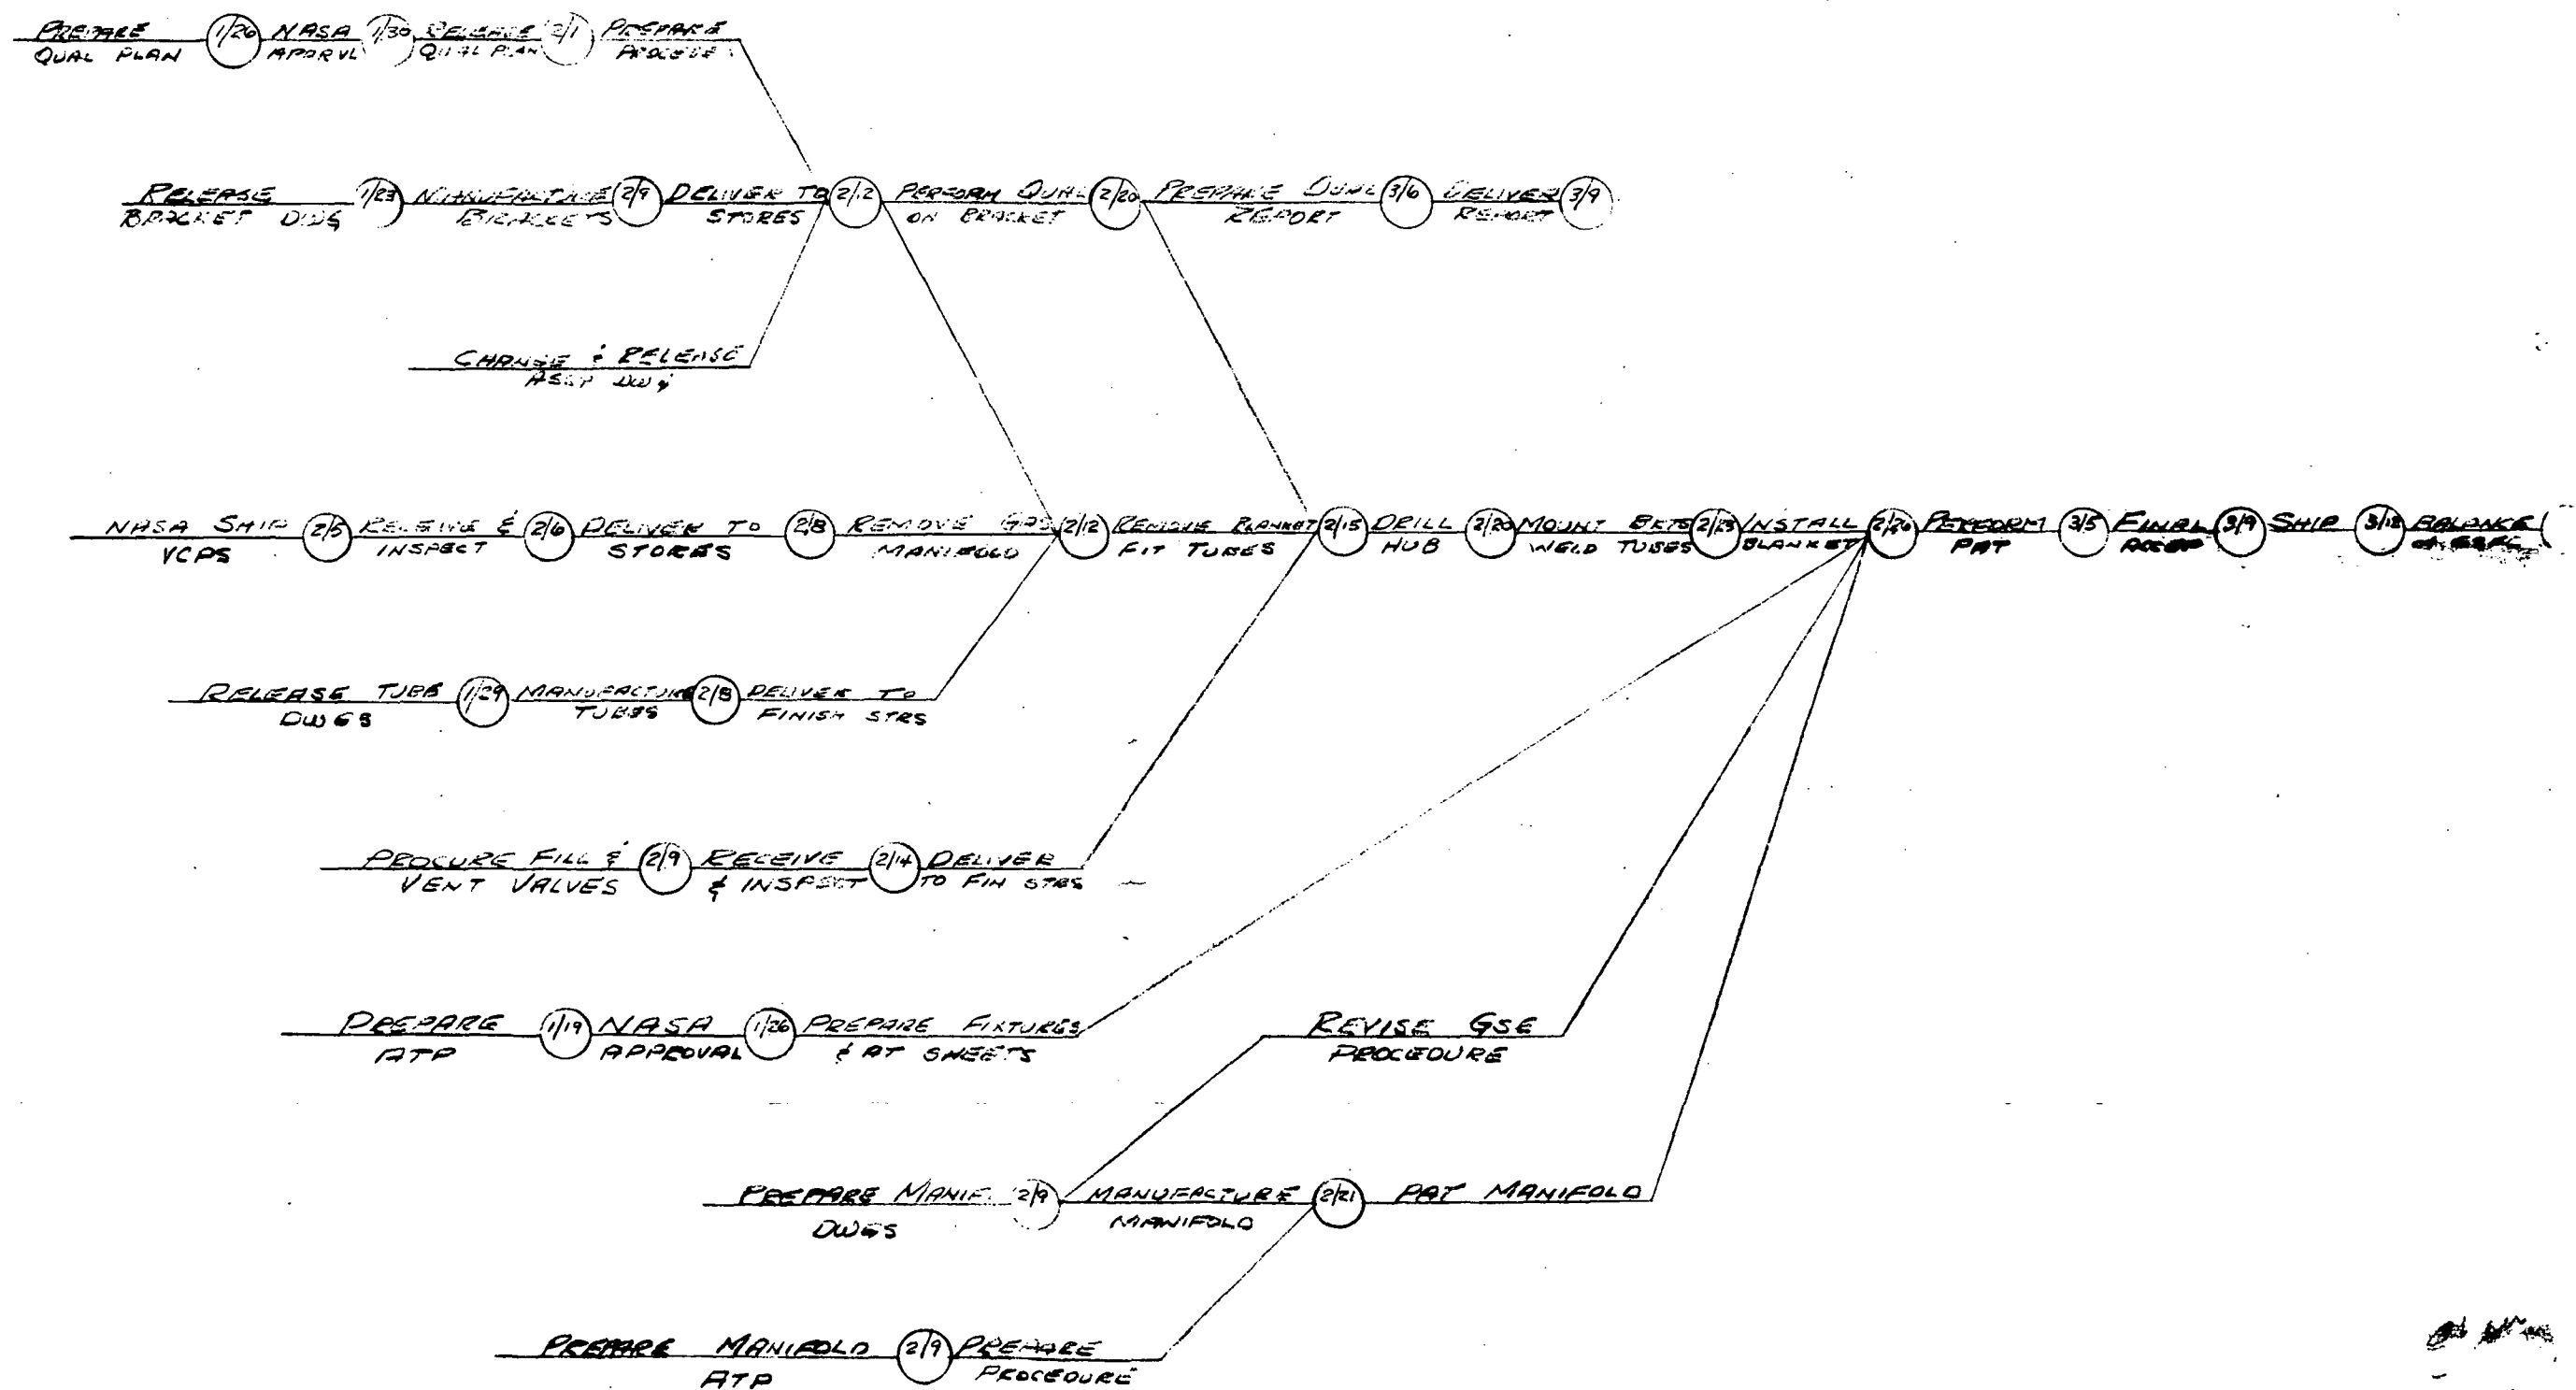 PREPARE 1/26 NASA 1/30 RELEASE 2/1 PREPARE
QUAL PLAN APPRVL QUAL PLAN
RELEASE 1/23 MANUFACTURE 2/9 DELIVER TO 2/12 PERFORM QUAL 2/20 PREPARE QUAL 3/6 DELIVER 3/9
BRACKET DWG BRACKETS STORES ON BRACKET REPORT REPORT
CHANGE & RELEASE
ASSY DWG
NASA SHIP 2/5 RECEIVE & 2/6 DELIVER TO 2/8 REMOVE GAS 2/12 REMOVE BLANKET 2/15 DRILL 2/20 MOUNT BKTS 2/23 INSTALL 2/26 PERFORM 3/5 FINAL 3/9 SHIP BALANCE
VCPS INSPECT STORES MANIFOLD FIT TUBES HUB WELD TUBES BLANKET PAT
RELEASE TUBE 1/29 MANUFACTURE 2/8 DELIVER TO
DWGS TUBES FINISH STRS
PROCURE FILL & 2/9 RECEIVE 2/14 DELIVER
VENT VALVES & INSPECT TO FIN STRS
PREPARE 1/19 NASA 1/26 PREPARE FIXTURES REVISE GSE
ATP APPROVAL & AT SHEETS PROCEDURE
PREPARE MANIF. 2/9 MANUFACTURE 2/21 PAT MANIFOLD
DWGS MANIFOLD
PREPARE MANIFOLD 2/9 PREPARE
ATP PROCEDURE